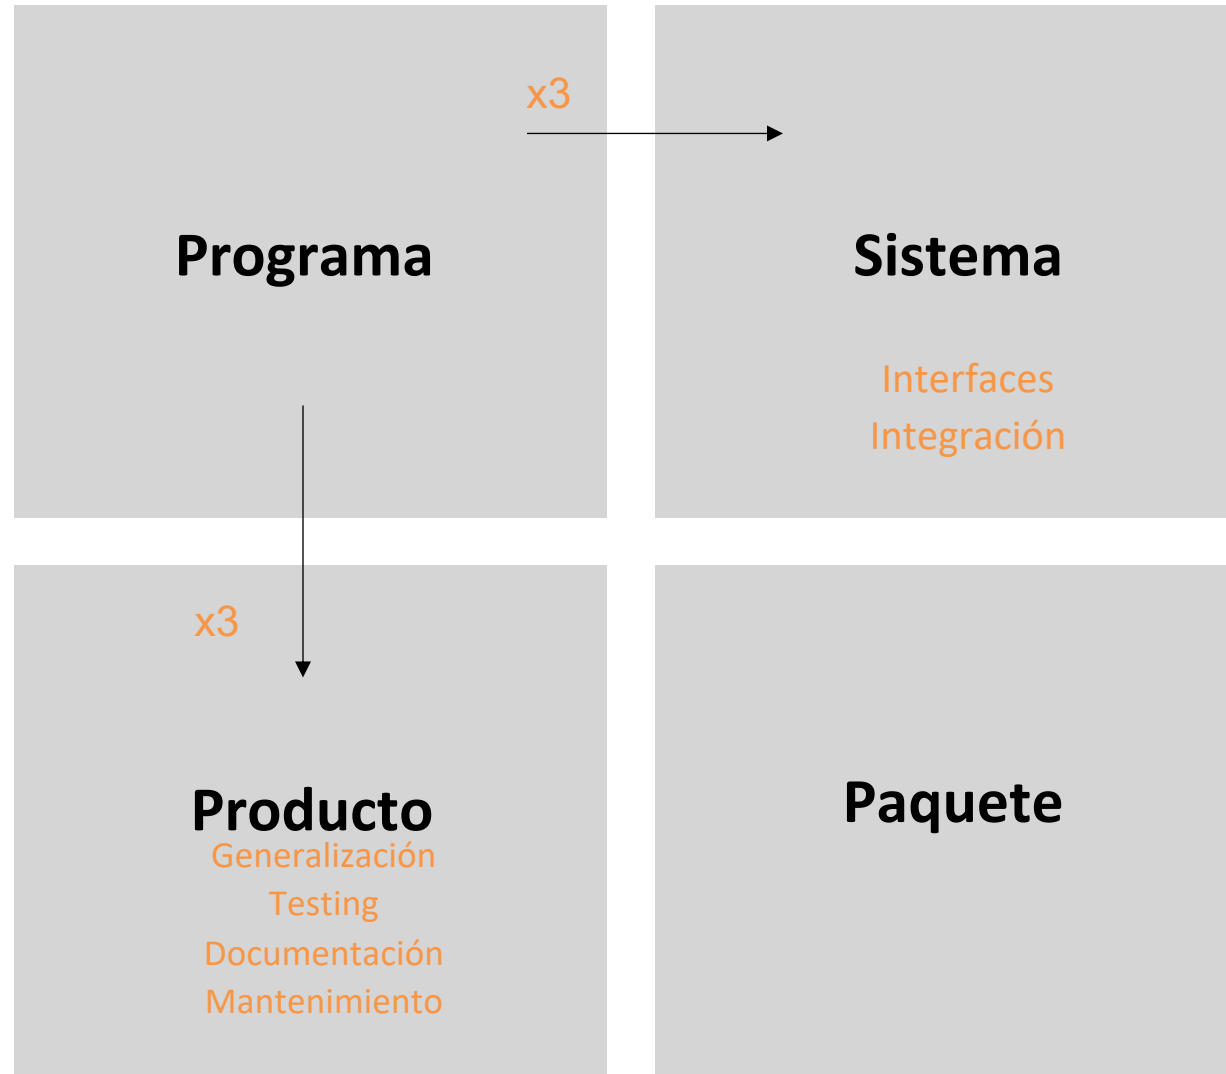 x3
Programa
Sistema
Interfaces
Integración
x3
Producto
Generalización
Testing
Documentación
Mantenimiento
Paquete